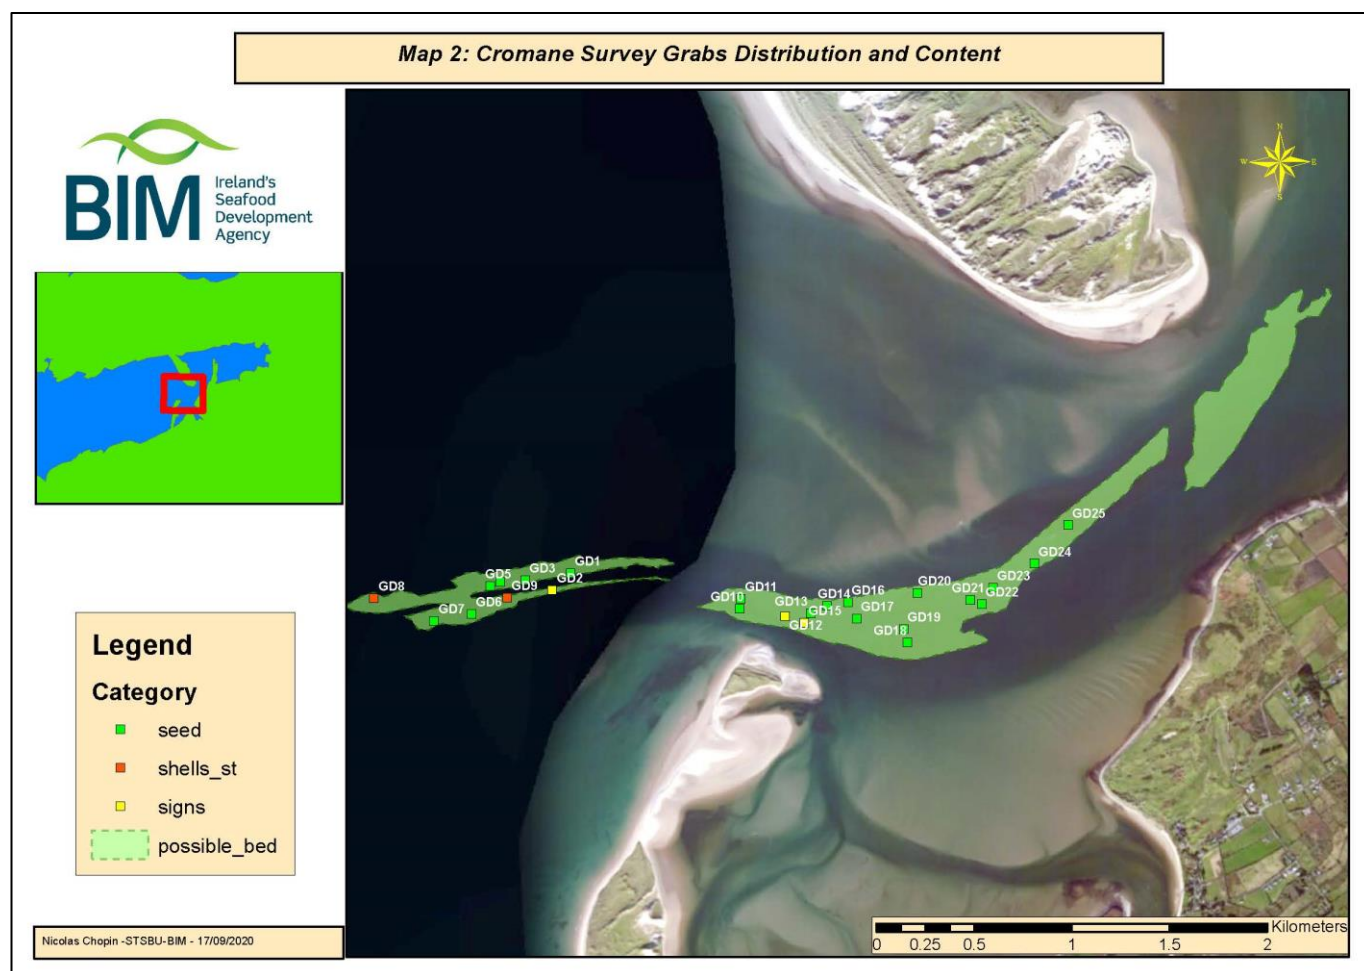 Map 2: Cromane Survey Grabs Distribution and Content
BIM
Ireland's
Seafood
Development
Agency
N
W
E
S
GD25
GD24
GD1
GD5
GD3
GD23
GD8
GD9
GD2
GD20
GD11
GD14
GD16
GD21
GD22
GD7
GD6
GD10
GD13
GD15
GD17
GD12
GD18
GD19
Legend
Category
seed
shells_st
signs
possible_bed
Nicolas Chopin -STSBU-BIM - 17/09/2020
Kilometers
0 0.25 0.5 1 1.5 2